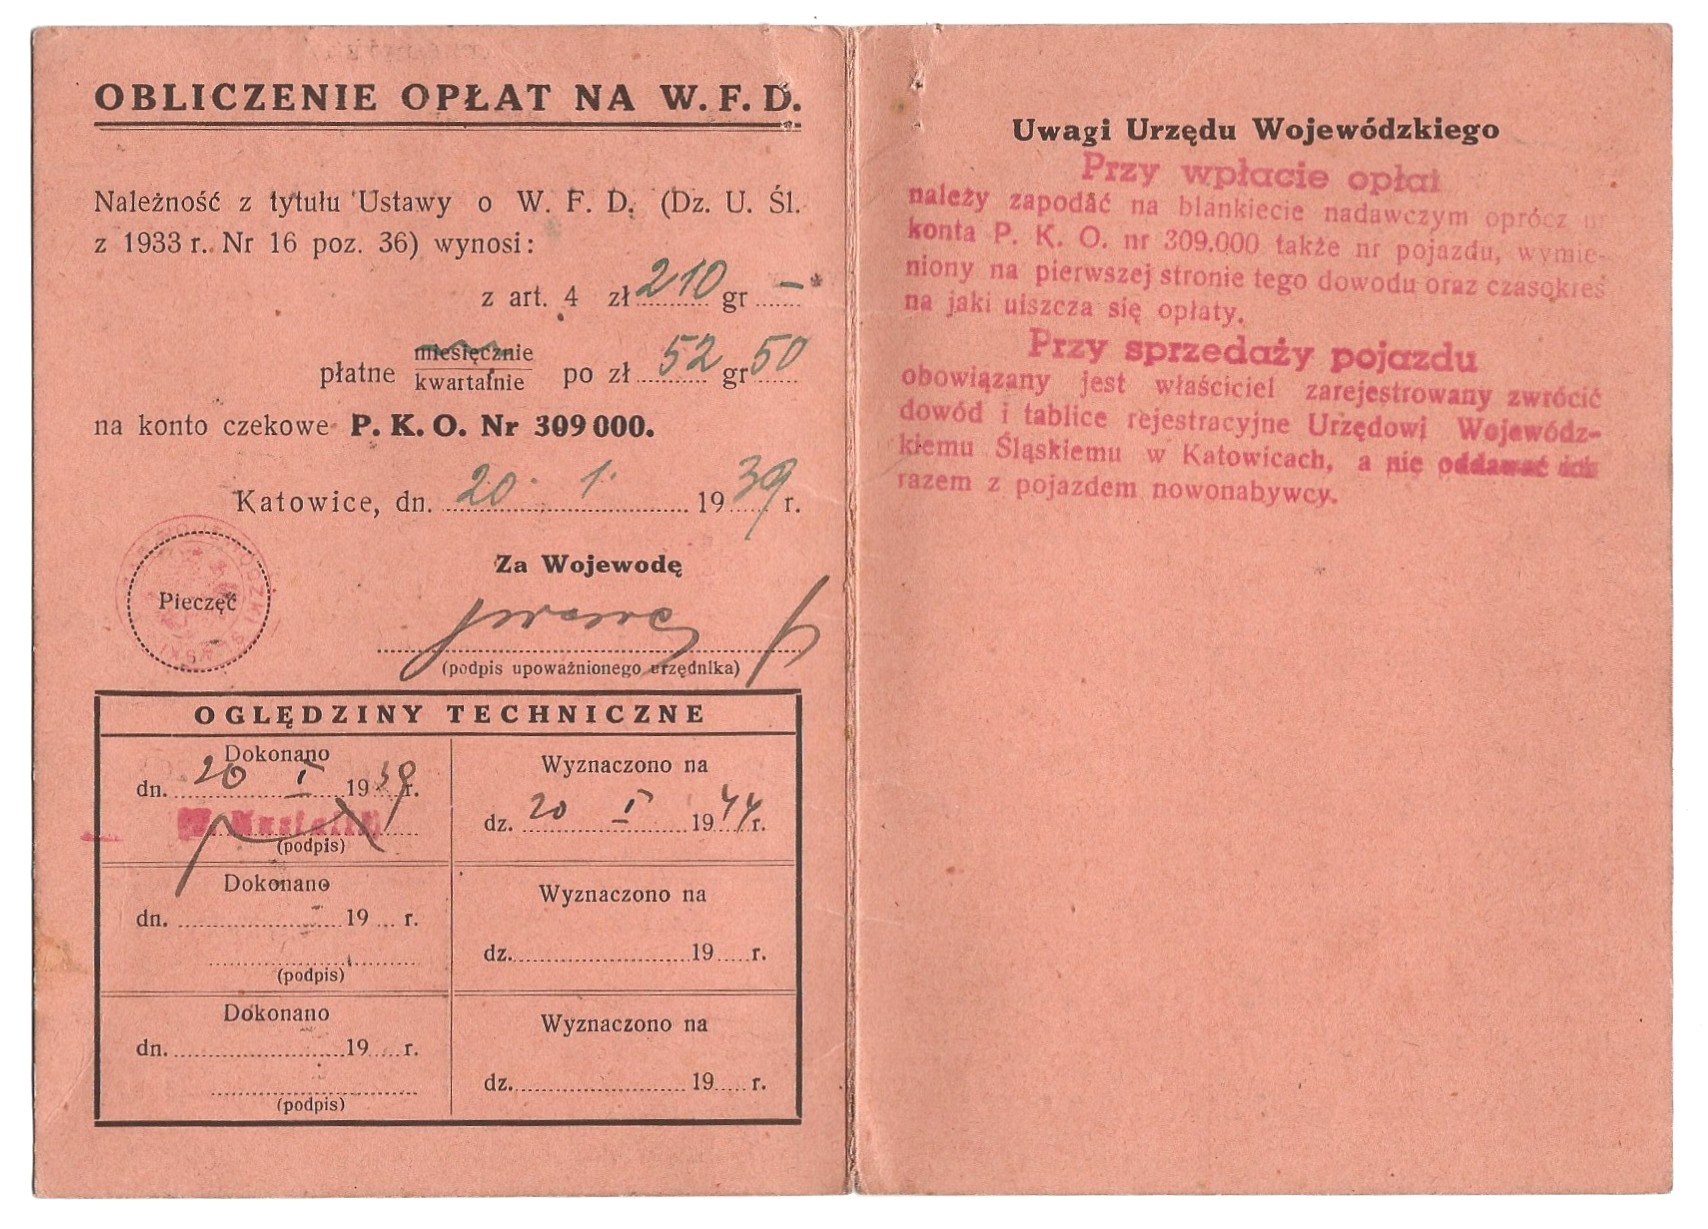 OBLICZENIE OPŁAT NA W. F. D.
Należność z tytułu Ustawy o W. F. D. (Dz. U. Śl.
z 1933 r. Nr 16 poz. 36) wynosi:
z art. 4 zł 210 gr —
płatne miesięcznie kwartalnie po zł 52 gr 50
na konto czekowe P. K. O. Nr 309 000.
Katowice, dn. 20. 1. 1939 r.
Za Wojewodę
Pieczęć
(podpis upoważnionego urzędnika)
OGLĘDZINY TECHNICZNE
Dokonano
dn. 20 I 1939 r.
(podpis)
Wyznaczono na
dz. 20 I 1944 r.
Dokonano
dn. 19 r.
(podpis)
Wyznaczono na
dz. 19 r.
Dokonano
dn. 19 r.
(podpis)
Wyznaczono na
dz. 19 r.
Uwagi Urzędu Wojewódzkiego
Przy wpłacie opłat
należy zapodać na blankiecie nadawczym oprócz nr
konta P. K. O. nr 309.000 także nr pojazdu, wymie-
niony na pierwszej stronie tego dowodu oraz czasokres
na jaki uiszcza się opłaty.
Przy sprzedaży pojazdu
obowiązany jest właściciel zarejestrowany zwrócić
dowód i tablice rejestracyjne Urzędowi Wojewódz-
kiemu Śląskiemu w Katowicach, a nie oddawać ich
razem z pojazdem nowonabywcy.